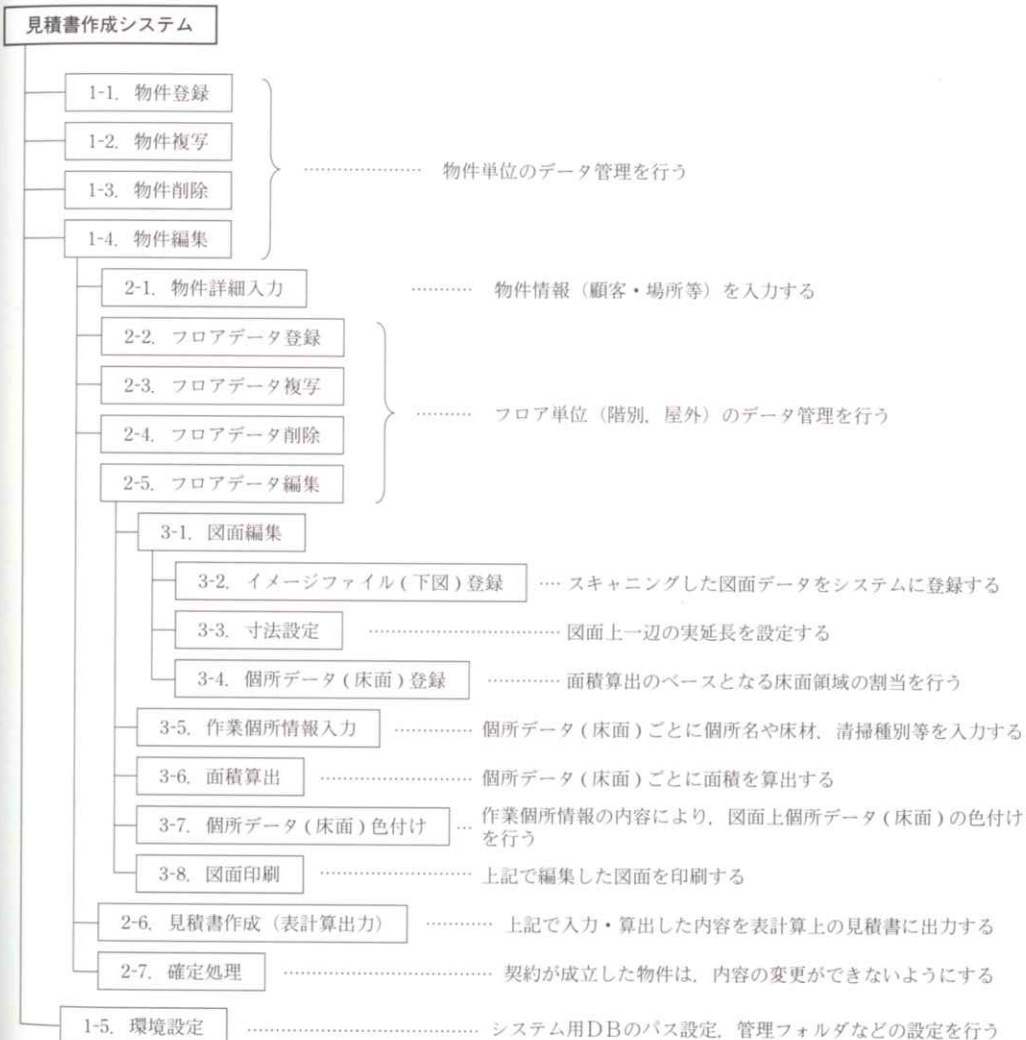 見積書作成システム
1-1. 物件登録
1-2. 物件複写
1-3. 物件削除
1-4. 物件編集
……………… 物件単位のデータ管理を行う
2-1. 物件詳細入力 ………… 物件情報（顧客・場所等）を入力する
2-2. フロアデータ登録
2-3. フロアデータ複写
2-4. フロアデータ削除
2-5. フロアデータ編集
……… フロア単位（階別，屋外）のデータ管理を行う
3-1. 図面編集
3-2. イメージファイル(下図)登録 … スキャニングした図面データをシステムに登録する
3-3. 寸法設定 ………………………… 図面上一辺の実延長を設定する
3-4. 個所データ(床面)登録 ………… 面積算出のベースとなる床面領域の割当を行う
3-5. 作業個所情報入力 ………… 個所データ(床面)ごとに個所名や床材，清掃種別等を入力する
3-6. 面積算出 ………………… 個所データ(床面)ごとに面積を算出する
3-7. 個所データ(床面)色付け … 作業個所情報の内容により，図面上個所データ(床面)の色付け
を行う
3-8. 図面印刷 ………………… 上記で編集した図面を印刷する
2-6. 見積書作成（表計算出力） ………… 上記で入力・算出した内容を表計算上の見積書に出力する
2-7. 確定処理 ……………………… 契約が成立した物件は，内容の変更ができないようにする
1-5. 環境設定 ………………………… システム用DBのパス設定，管理フォルダなどの設定を行う